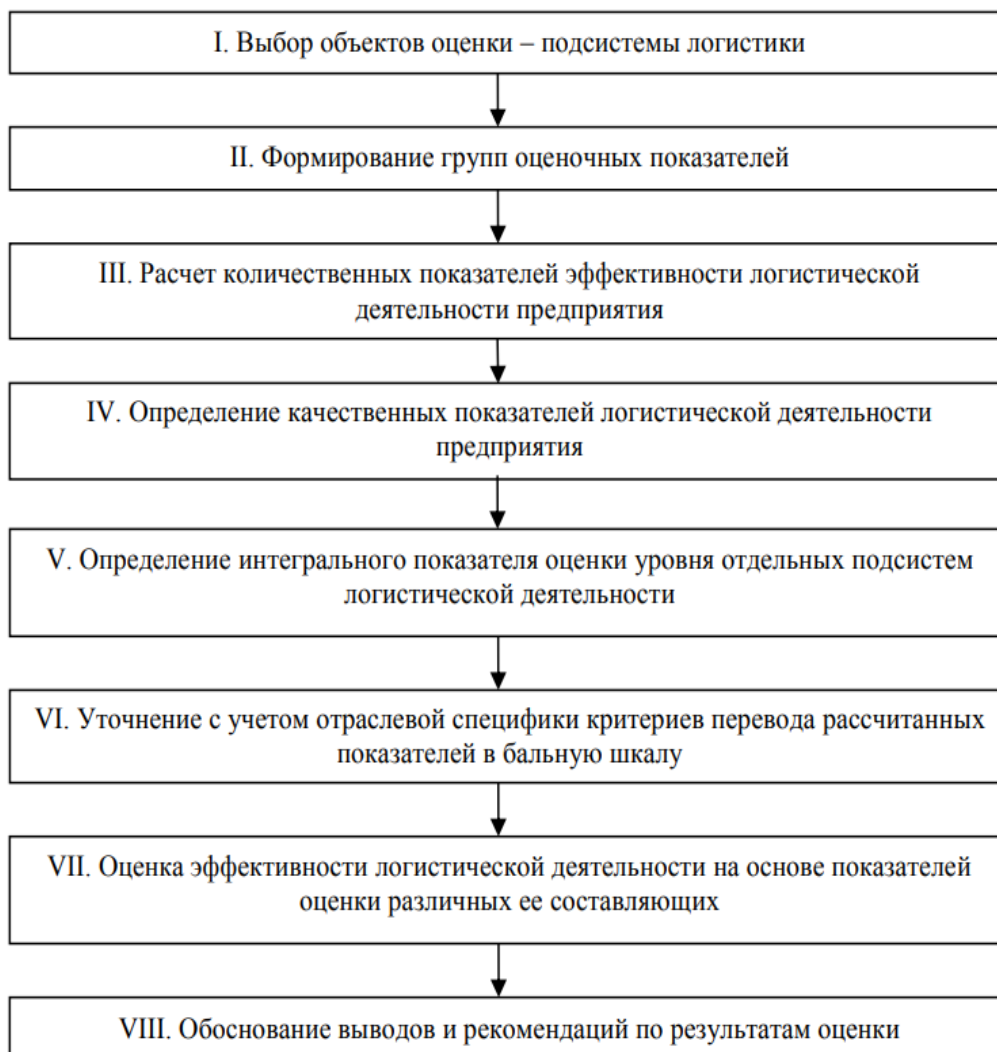 I. Выбор объектов оценки – подсистемы логистики
II. Формирование групп оценочных показателей
III. Расчет количественных показателей эффективности логистической
деятельности предприятия
IV. Определение качественных показателей логистической деятельности
предприятия
V. Определение интегрального показателя оценки уровня отдельных подсистем
логистической деятельности
VI. Уточнение с учетом отраслевой специфики критериев перевода рассчитанных
показателей в бальную шкалу
VII. Оценка эффективности логистической деятельности на основе показателей
оценки различных ее составляющих
VIII. Обоснование выводов и рекомендаций по результатам оценки